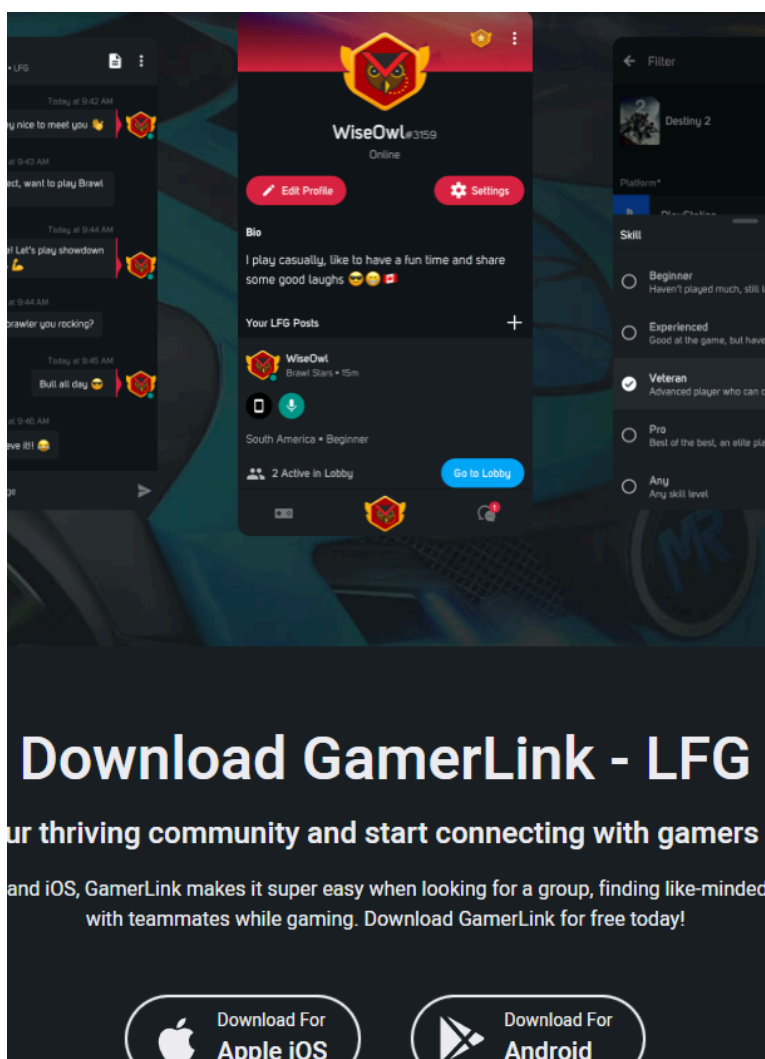 • LFG
Today at 9:42 AM
nice to meet you 👋
at 9:43 AM
want to play Brawl
Today at 9:44 AM
Let's play showdown
💪
at 9:44 AM
you rocking?
Today at 9:45 AM
Bull all day 😎
at 9:46 AM
it!! 😂
WiseOwl#3159
Online
Edit Profile
Settings
Bio
I play casually, like to have a fun time and share
some good laughs 😎😁🇨🇦
Your LFG Posts
WiseOwl
Brawl Stars • 15m
South America • Beginner
2 Active in Lobby
Go to Lobby
1
Filter
Destiny 2
Platform*
PlayStation
Skill
Beginner
Haven't played much, still
Experienced
Good at the game, but have
Veteran
Advanced player who can
Pro
Best of the best, an elite
Any
Any skill level
MR
Download GamerLink - LFG
thriving community and start connecting with gamers
and iOS, GamerLink makes it super easy when looking for a group, finding like-minded
with teammates while gaming. Download GamerLink for free today!
Download For
Apple iOS
Download For
Android